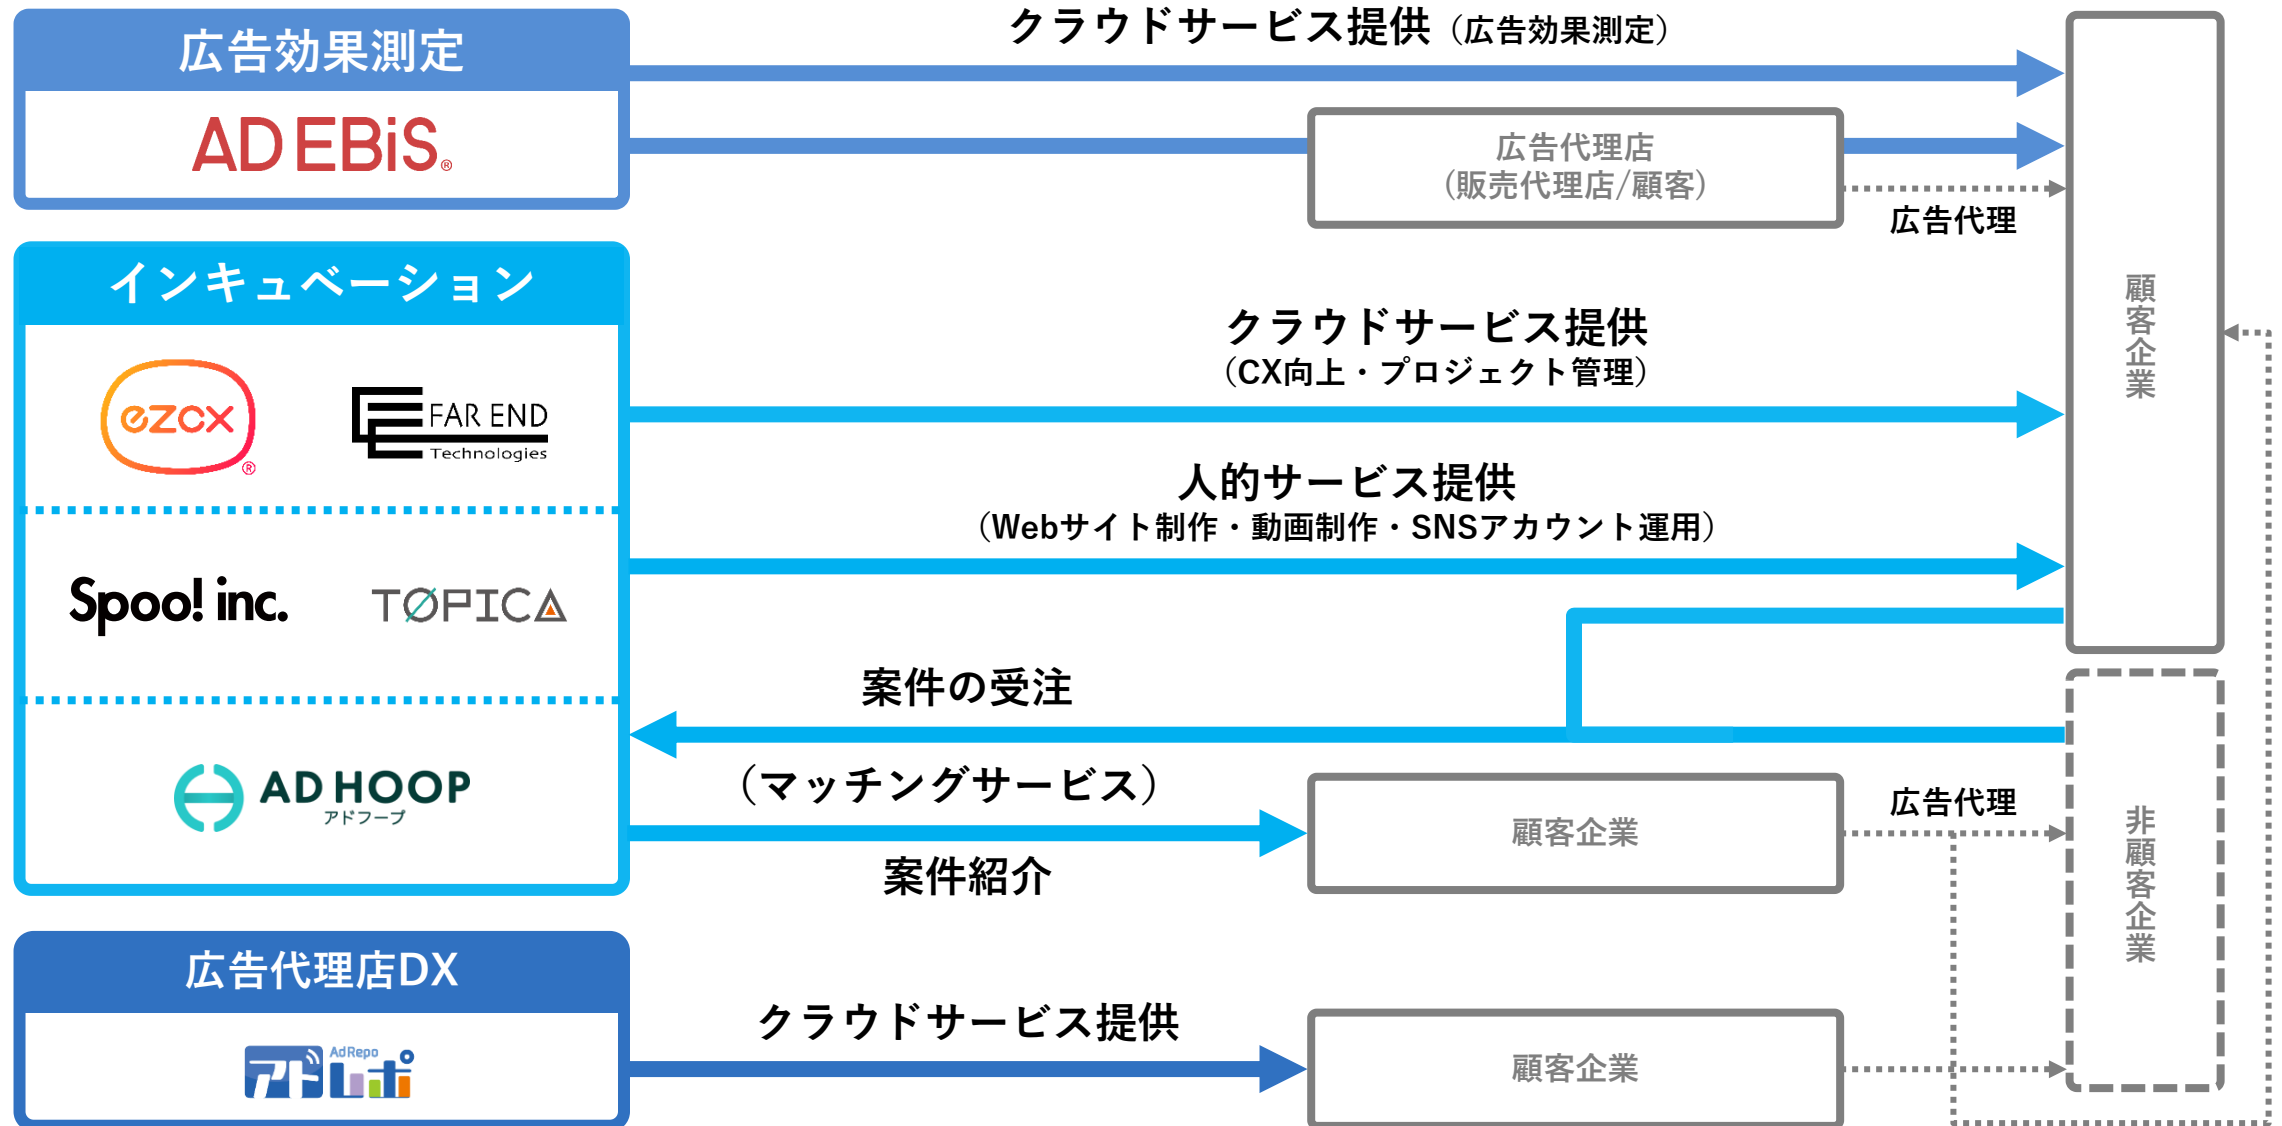 広告効果測定
AD EBiS®
クラウドサービス提供（広告効果測定）
広告代理店
（販売代理店/顧客）
広告代理
顧客企業
インキュベーション
ezcx®
FAR END
Technologies
クラウドサービス提供
（CX向上・プロジェクト管理）
人的サービス提供
（Webサイト制作・動画制作・SNSアカウント運用）
Spoo! inc.
TOPICA
案件の受注
（マッチングサービス）
AD HOOP
アドフープ
案件紹介
顧客企業
広告代理
非顧客企業
広告代理店DX
AdRepo
アドレポ
クラウドサービス提供
顧客企業